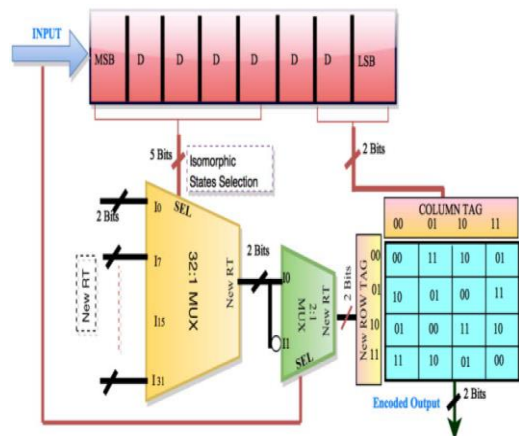 INPUT
MSB D D D D D D LSB
5 Bits
Isomorphic
States Selection
2 Bits
COLUMN TAG
00 01 10 11
2 Bits
I0
SEL
I7
New RT
I15
I31
32:1 MUX
New RT
2 Bits
I0
I1
2:1
MUX
New RT
SEL
2 Bits
New ROW TAG
00
01
10
11
00 11 10 01
10 01 00 11
01 00 11 10
11 10 01 00
Encoded Output
2 Bits